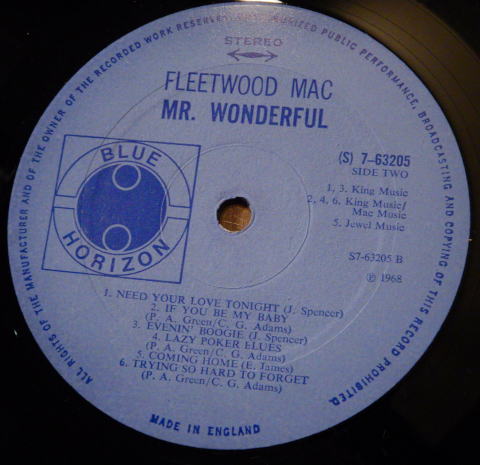 ALL RIGHTS OF THE MANUFACTURER AND OF THE OWNER OF THE RECORDED WORK RESERVED UNAUTHORIZED PUBLIC PERFORMANCE, BROADCASTING AND COPYING OF THIS RECORD PROHIBITED.
STEREO
FLEETWOOD MAC
MR. WONDERFUL
(S) 7-63205
SIDE TWO
1, 3. King Music
2, 4, 6. King Music/
Mac Music
5. Jewel Music
S7-63205 B
℗ 1968
BLUE
HORIZON
1. NEED YOUR LOVE TONIGHT (J. Spencer)
2. IF YOU BE MY BABY
(P. A. Green/C. G. Adams)
3. EVENIN' BOOGIE (J. Spencer)
4. LAZY POKER BLUES
(P. A. Green/C. G. Adams)
5. COMING HOME (E. James)
6. TRYING SO HARD TO FORGET
(P. A. Green/C. G. Adams)
MADE IN ENGLAND